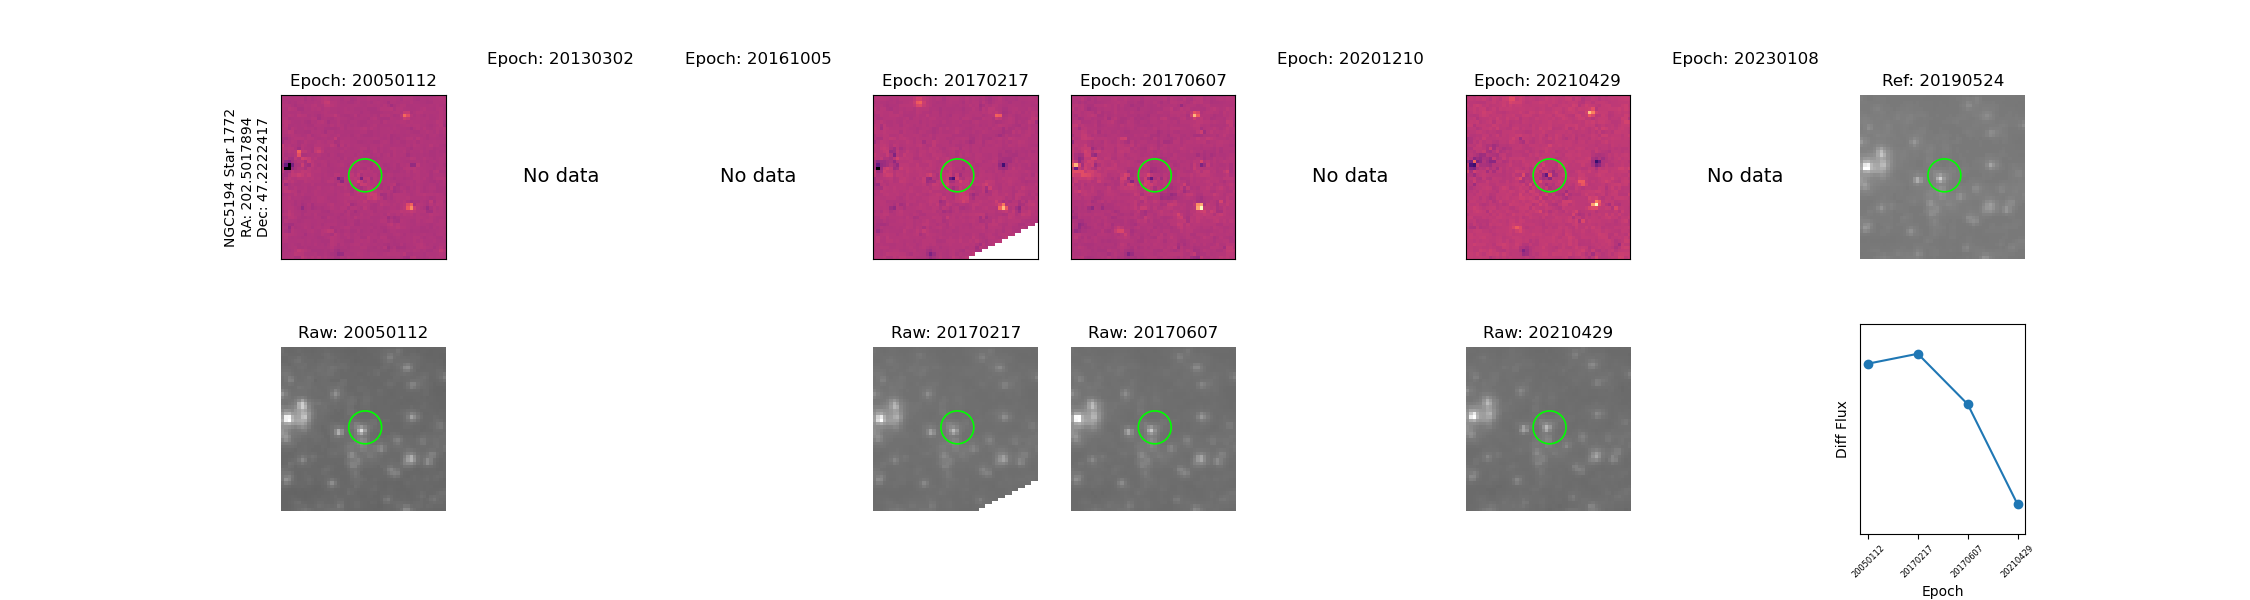 NGC5194 Star 1772
RA: 202.5017894
Dec: 47.2222417
Epoch: 20050112
Epoch: 20130302
No data
Epoch: 20161005
No data
Epoch: 20170217
Epoch: 20170607
Epoch: 20201210
No data
Epoch: 20210429
Epoch: 20230108
No data
Ref: 20190524
Raw: 20050112
Raw: 20170217
Raw: 20170607
Raw: 20210429
Diff Flux
20050112
20170217
20170607
20210429
Epoch